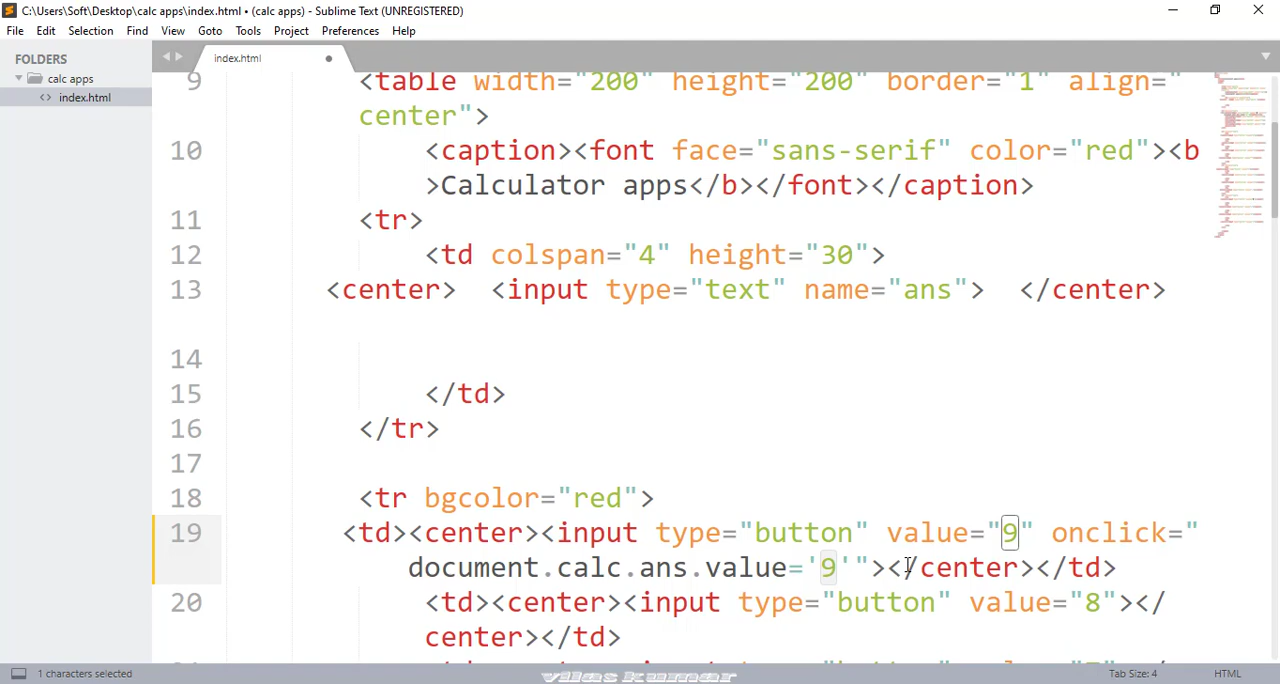 C:\Users\Soft\Desktop\calc apps\index.html • (calc apps) - Sublime Text (UNREGISTERED)
File Edit Selection Find View Goto Tools Project Preferences Help
FOLDERS
calc apps
<> index.html
index.html
9 <table width="200" height="200" border="1" align="
center">
10 <caption><font face="sans-serif" color="red"><b
>Calculator apps</b></font></caption>
11 <tr>
12 <td colspan="4" height="30">
13 <center> <input type="text" name="ans"> </center>
14
15 </td>
16 </tr>
17
18 <tr bgcolor="red">
19 <td><center><input type="button" value="9" onclick="
document.calc.ans.value='9'"></center></td>
20 <td><center><input type="button" value="8"></
center></td>
1 characters selected
vilas kumar
Tab Size: 4
HTML